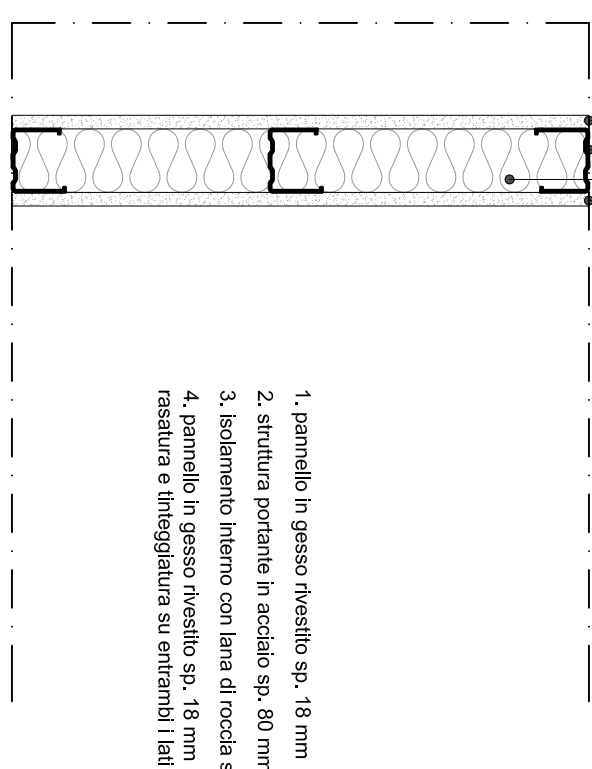 1. pannello in gesso rivestito sp. 18 mm
2. struttura portante in acciaio sp. 80 mm
3. isolamento interno con lana di roccia
4. pannello in gesso rivestito sp. 18 mm
rasatura e tinteggiatura su entrambi i lati